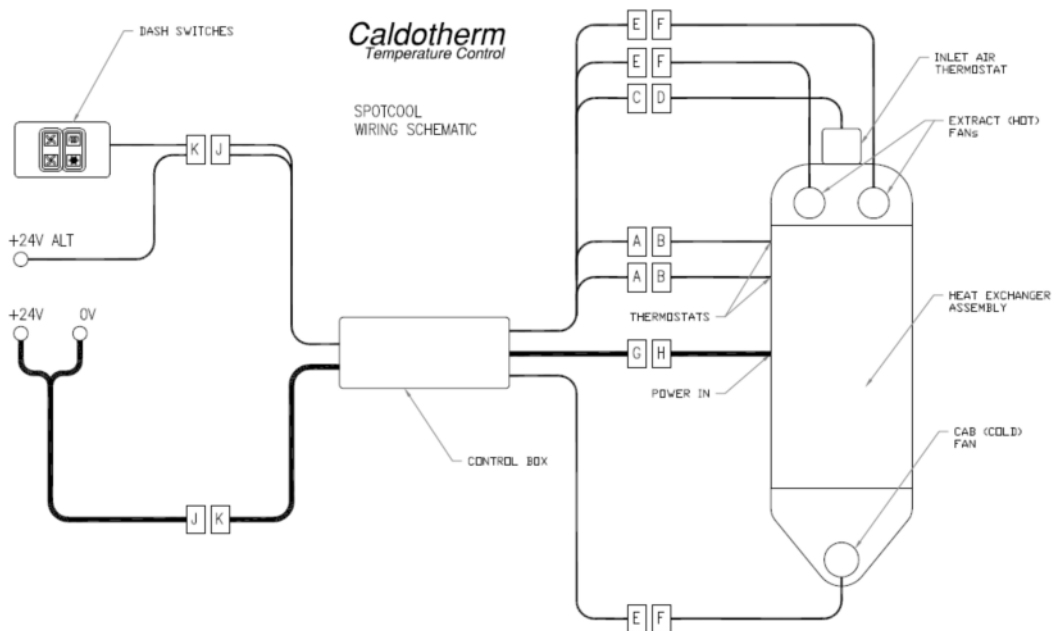 DASH SWITCHES
Caldotherm
Temperature Control
SPOTCOOL
WIRING SCHEMATIC
E F
E F
C D
INLET AIR
THERMOSTAT
EXTRACT (HOT)
FANs
K J
+24V ALT
A B
A B
THERMOSTATS
HEAT EXCHANGER
ASSEMBLY
+24V 0V
G H
POWER IN
CAB (COLD)
FAN
CONTROL BOX
J K
E F